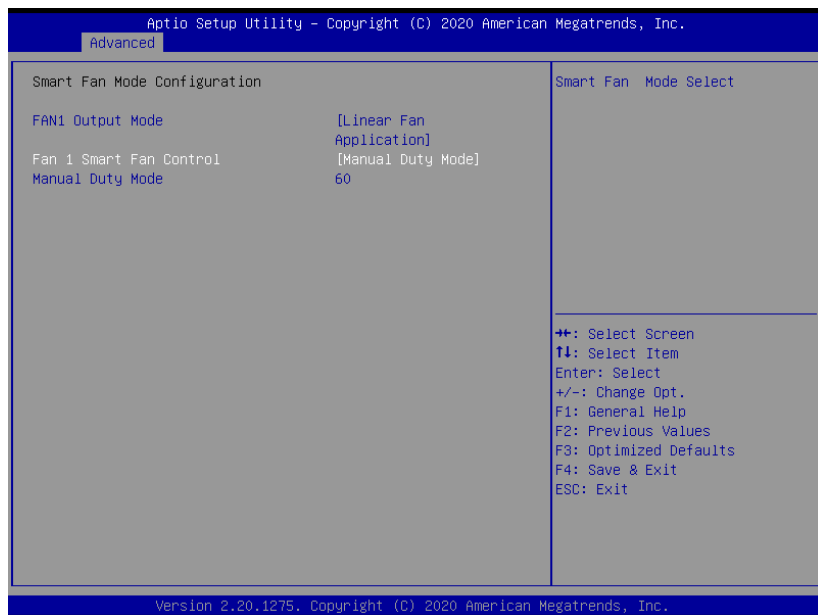 Aptio Setup Utility – Copyright (C) 2020 American Megatrends, Inc.
Advanced
Smart Fan Mode Configuration
FAN1 Output Mode [Linear Fan
Application]
Fan 1 Smart Fan Control [Manual Duty Mode]
Manual Duty Mode 60
Smart Fan Mode Select
→←: Select Screen
↑↓: Select Item
Enter: Select
+/-: Change Opt.
F1: General Help
F2: Previous Values
F3: Optimized Defaults
F4: Save & Exit
ESC: Exit
Version 2.20.1275. Copyright (C) 2020 American Megatrends, Inc.